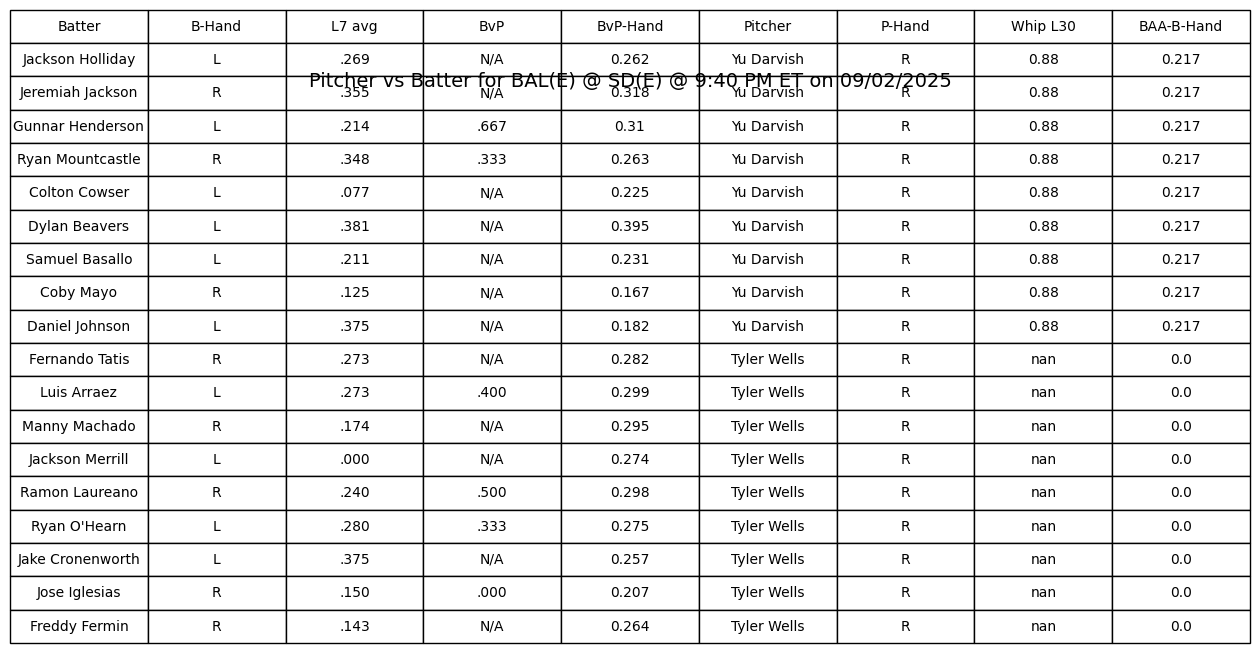 Batter B-Hand L7 avg BvP BvP-Hand Pitcher P-Hand Whip L30 BAA-B-Hand
Jackson Holliday L .269 N/A 0.262 Yu Darvish R 0.88 0.217
Pitcher vs Batter for BAL(E) @ SD(E) @ 9:40 PM ET on 09/02/2025
Jeremiah Jackson R .355 N/A 0.318 Yu Darvish R 0.88 0.217
Gunnar Henderson L .214 .667 0.31 Yu Darvish R 0.88 0.217
Ryan Mountcastle R .348 .333 0.263 Yu Darvish R 0.88 0.217
Colton Cowser L .077 N/A 0.225 Yu Darvish R 0.88 0.217
Dylan Beavers L .381 N/A 0.395 Yu Darvish R 0.88 0.217
Samuel Basallo L .211 N/A 0.231 Yu Darvish R 0.88 0.217
Coby Mayo R .125 N/A 0.167 Yu Darvish R 0.88 0.217
Daniel Johnson L .375 N/A 0.182 Yu Darvish R 0.88 0.217
Fernando Tatis R .273 N/A 0.282 Tyler Wells R nan 0.0
Luis Arraez L .273 .400 0.299 Tyler Wells R nan 0.0
Manny Machado R .174 N/A 0.295 Tyler Wells R nan 0.0
Jackson Merrill L .000 N/A 0.274 Tyler Wells R nan 0.0
Ramon Laureano R .240 .500 0.298 Tyler Wells R nan 0.0
Ryan O'Hearn L .280 .333 0.275 Tyler Wells R nan 0.0
Jake Cronenworth L .375 N/A 0.257 Tyler Wells R nan 0.0
Jose Iglesias R .150 .000 0.207 Tyler Wells R nan 0.0
Freddy Fermin R .143 N/A 0.264 Tyler Wells R nan 0.0